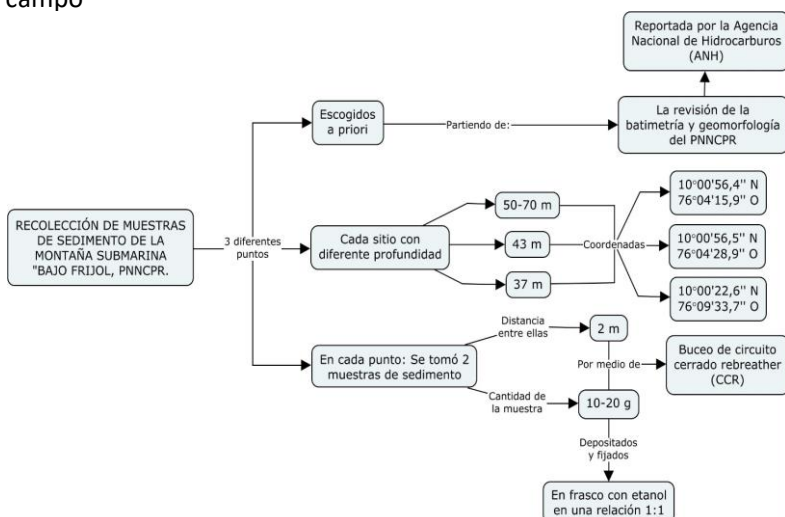 campo
Reportada por la Agencia
Nacional de Hidrocarburos
(ANH)
Escogidos
a priori
Partiendo de:
La revisión de la
batimetría y geomorfología
del PNNCPR
RECOLECCIÓN DE MUESTRAS
DE SEDIMENTO DE LA
MONTAÑA SUBMARINA
"BAJO FRIJOL, PNNCPR.
3 diferentes
puntos
Cada sitio con
diferente profundidad
50-70 m
43 m
37 m
Coordenadas
10°00'56,4'' N
76°04'15,9'' O
10°00'56,5'' N
76°04'28,9'' O
10°00'22,6'' N
76°09'33,7'' O
En cada punto: Se tomó 2
muestras de sedimento
Distancia
entre ellas
2 m
Cantidad de
la muestra
10-20 g
Por medio de
Buceo de circuito
cerrado rebreather
(CCR)
Depositados
y fijados
En frasco con etanol
en una relación 1:1